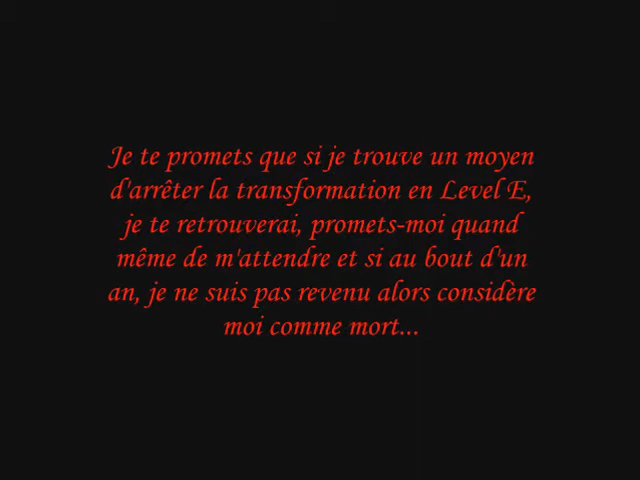 Je te promets que si je trouve un moyen
d'arrêter la transformation en Level E,
je te retrouverai, promets-moi quand
même de m'attendre et si au bout d'un
an, je ne suis pas revenu alors considère
moi comme mort...